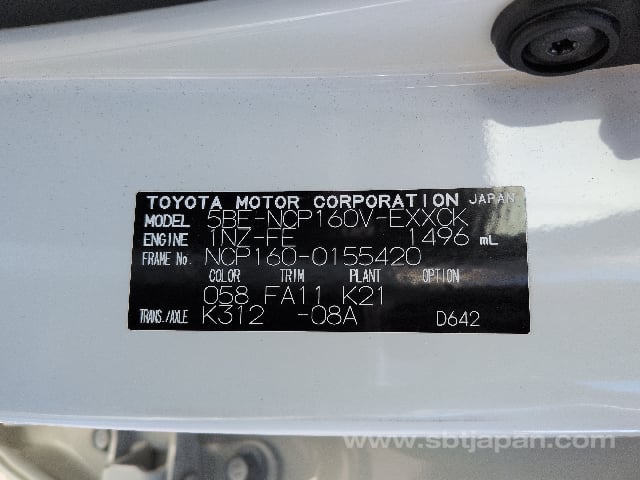 TOYOTA MOTOR CORPORATION JAPAN
MODEL 5BE-NCP160V-EXXCK
ENGINE 1NZ-FE 1496 mL
FRAME No. NCP160-0155420
COLOR TRIM PLANT OPTION
058 FA11 K21
TRANS./AXLE K312 -08A D642
www.sbtjapan.com